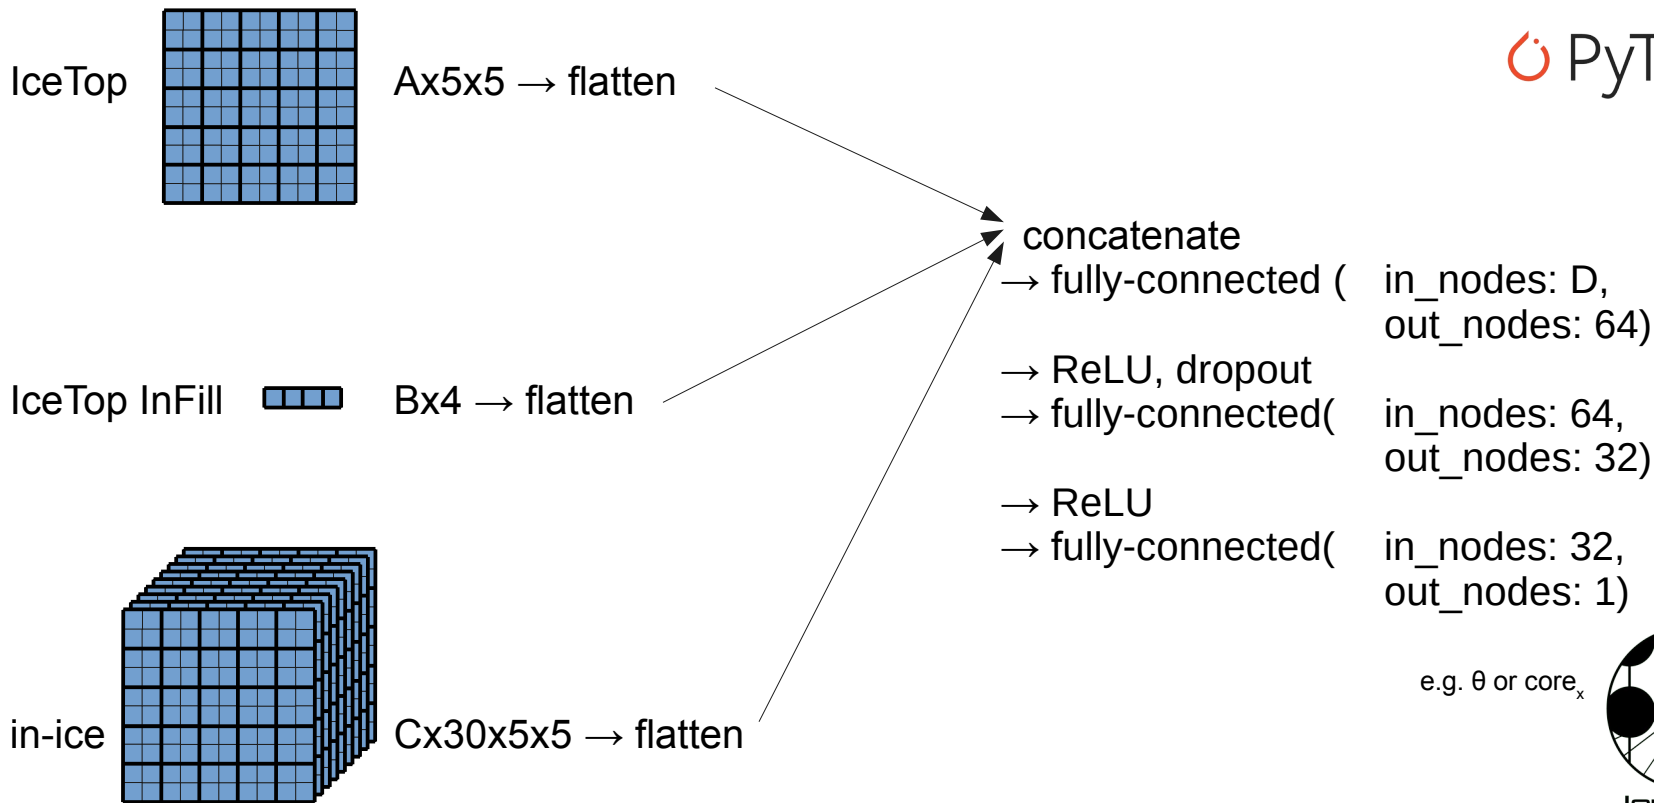 IceTop
Ax5x5 → flatten
IceTop InFill
Bx4 → flatten
in-ice
Cx30x5x5 → flatten
concatenate
→ fully-connected ( in_nodes: D,
out_nodes: 64)
→ ReLU, dropout
→ fully-connected( in_nodes: 64,
out_nodes: 32)
→ ReLU
→ fully-connected( in_nodes: 32,
out_nodes: 1)
e.g. θ or coreₓ